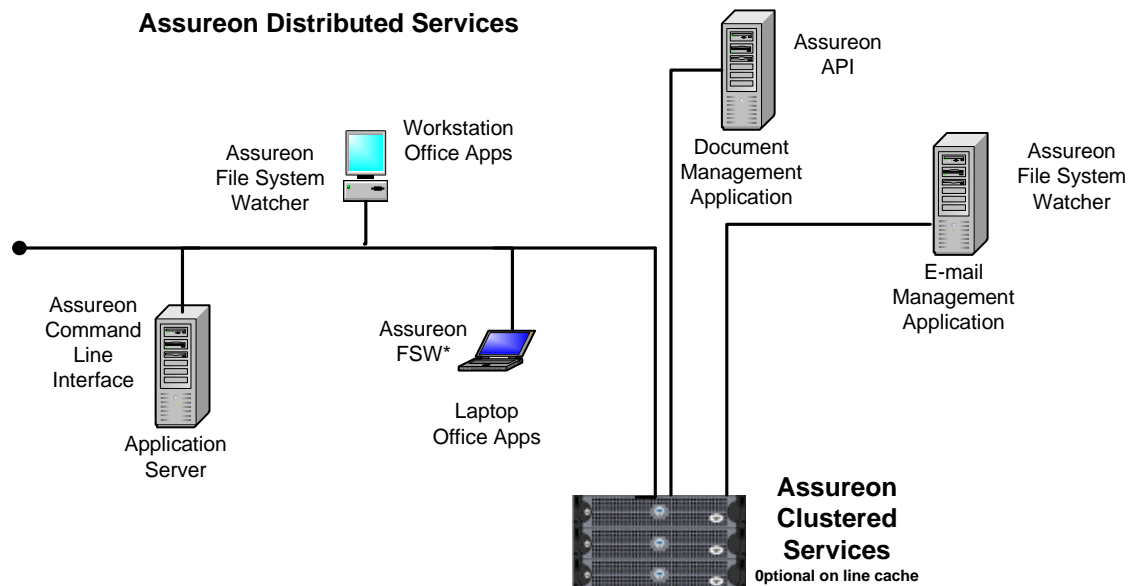 Assureon Distributed Services
Assureon
API
Document
Management
Application
Workstation
Office Apps
Assureon
File System
Watcher
Assureon
File System
Watcher
E-mail
Management
Application
Assureon
Command
Line
Interface
Application
Server
Assureon
FSW*
Laptop
Office Apps
Assureon
Clustered
Services
0ptional on line cache